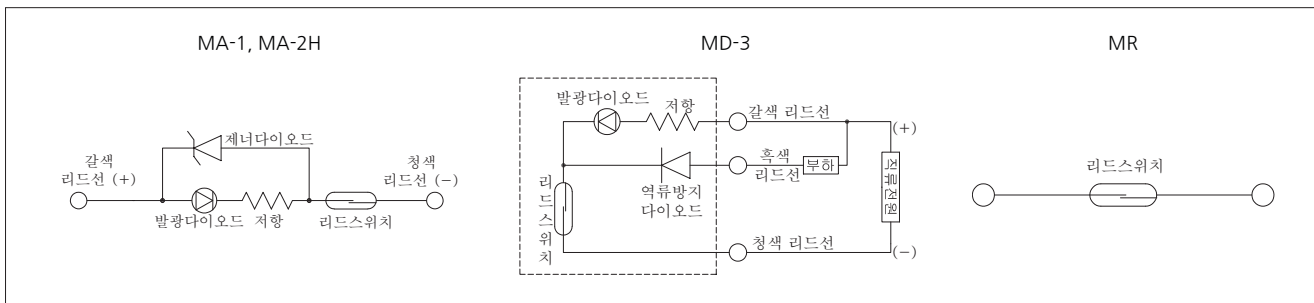 MA-1, MA-2H
제너다이오드
갈색
리드선 (+)
청색
리드선 (−)
발광다이오드
저항
리드스위치
MD-3
발광다이오드
저항
갈색 리드선
(+)
흑색
리드선
부하
역류방지
다이오드
리드스위치
직류전원
청색 리드선
(−)
MR
리드스위치